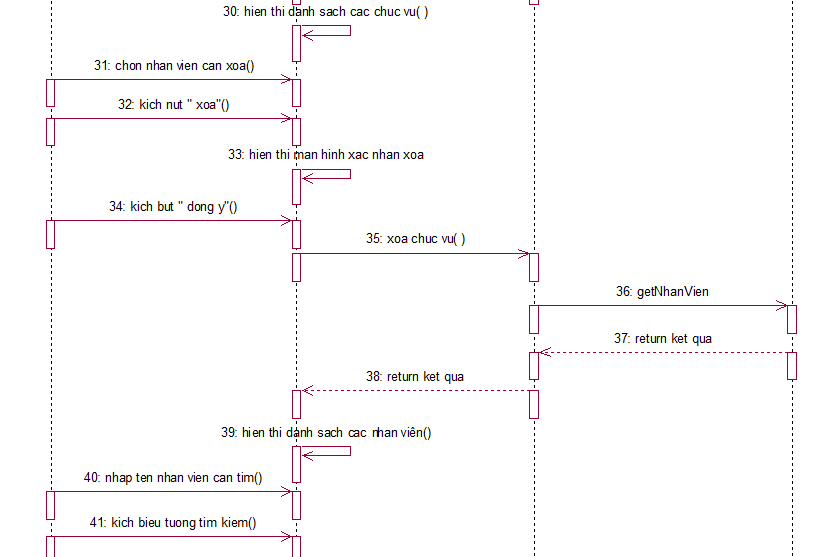 30: hien thi danh sach cac chuc vu( )
31: chon nhan vien can xoa()
32: kich nut " xoa"()
33: hien thi man hinh xac nhan xoa
34: kich but " dong y"()
35: xoa chuc vu( )
36: getNhanVien
37: return ket qua
38: return ket qua
39: hien thi danh sach cac nhan viên()
40: nhap ten nhan vien can tim()
41: kich bieu tuong tim kiem()